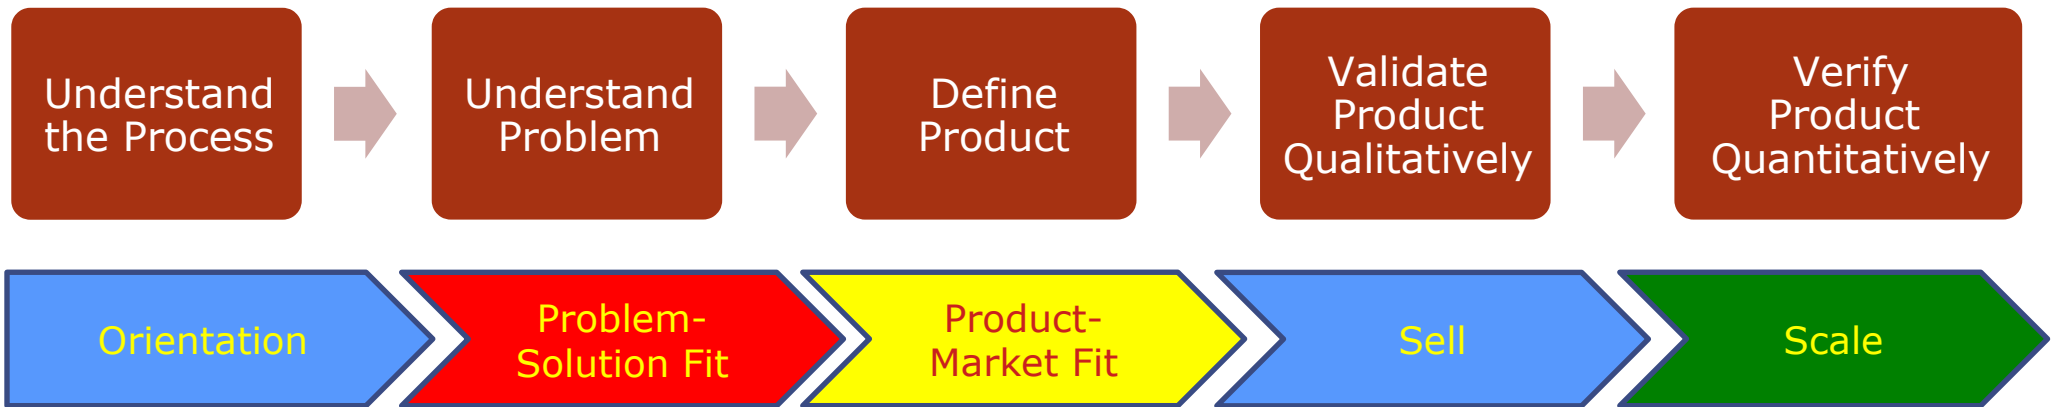 Understand
the Process
Understand
Problem
Define
Product
Validate
Product
Qualitatively
Verify
Product
Quantitatively
Orientation
Problem-
Solution Fit
Product-
Market Fit
Sell
Scale